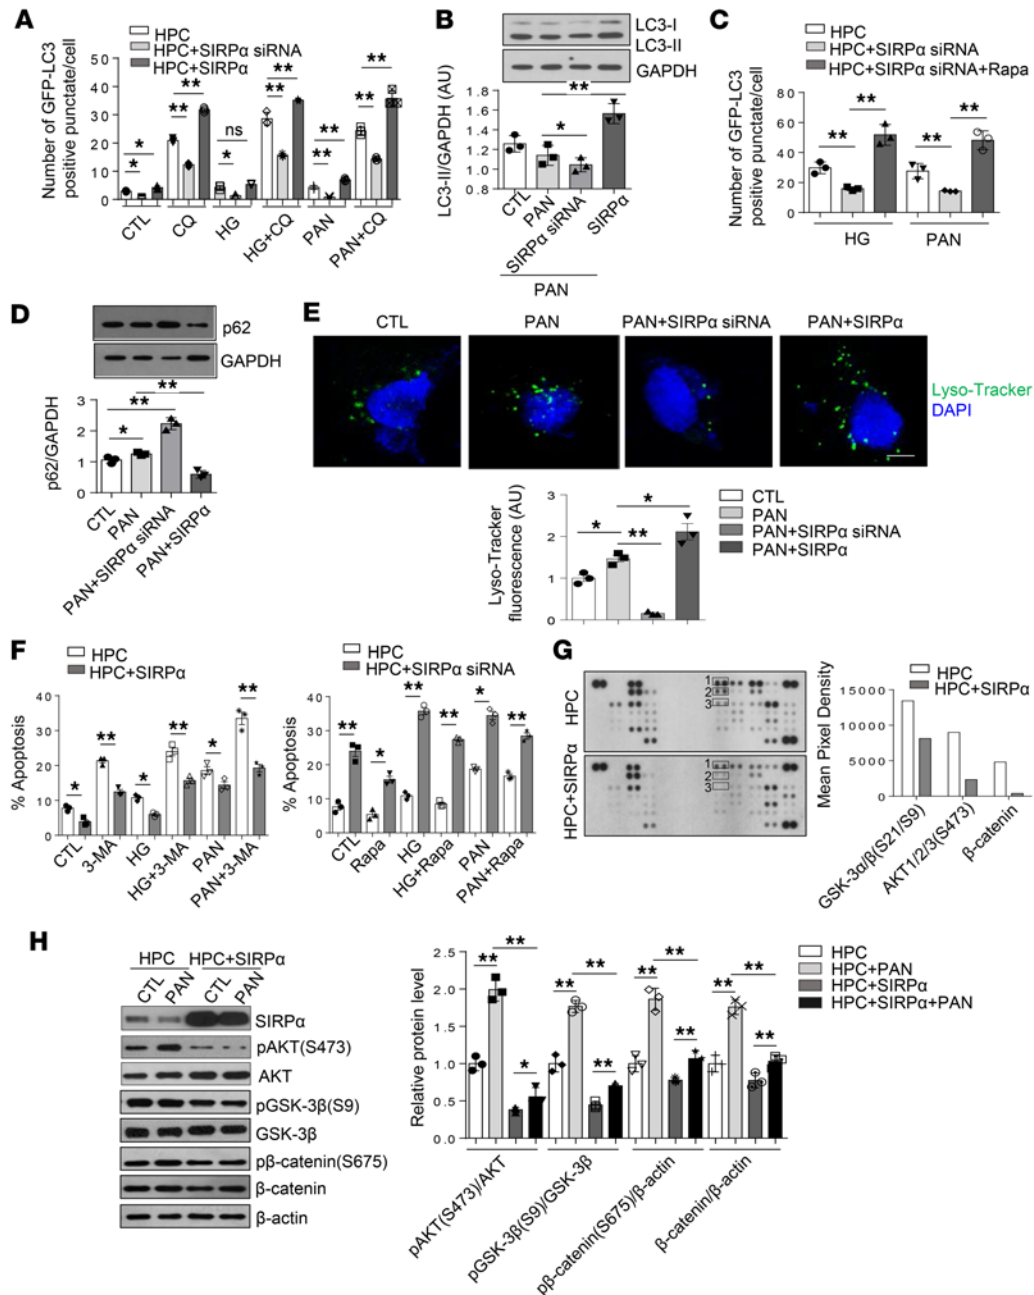 A
HPC
HPC+SIRPα siRNA
HPC+SIRPα
Number of GFP-LC3
positive punctate/cell
50
40
30
20
10
0
*
*
**
**
ns
*
**
**
**
**
**
**
CTL
CQ
HG
HG+CQ
PAN
PAN+CQ
B
LC3-I
LC3-II
GAPDH
LC3-II/GAPDH (AU)
1.8
1.6
1.4
1.2
1.0
0.8
**
*
CTL
PAN
SIRPα siRNA
SIRPα
PAN
C
HPC
HPC+SIRPα siRNA
HPC+SIRPα siRNA+Rapa
Number of GFP-LC3
positive punctate/cell
80
60
40
20
0
**
**
**
**
HG
PAN
D
p62
GAPDH
p62/GAPDH
3
2
1
0
**
**
*
CTL
PAN
PAN+SIRPα siRNA
PAN+SIRPα
E
CTL
PAN
PAN+SIRPα siRNA
PAN+SIRPα
Lyso-Tracker
DAPI
Lyso-Tracker
fluorescence (AU)
3
2
1
0
*
*
**
CTL
PAN
PAN+SIRPα siRNA
PAN+SIRPα
F
HPC
HPC+SIRPα
% Apoptosis
40
30
20
10
0
*
**
*
**
*
**
CTL
3-MA
HG
HG+3-MA
PAN
PAN+3-MA
HPC
HPC+SIRPα siRNA
% Apoptosis
40
30
20
10
0
**
*
**
**
*
**
CTL
Rapa
HG
HG+Rapa
PAN
PAN+Rapa
G
HPC
1
2
3
HPC+SIRPα
1
2
3
HPC
HPC+SIRPα
Mean Pixel Density
15000
10000
5000
0
GSK-3α/β(S21/S9)
AKT1/2/3(S473)
β-catenin
H
HPC HPC+SIRPα
CTL PAN CTL PAN
SIRPα
pAKT(S473)
AKT
pGSK-3β(S9)
GSK-3β
pβ-catenin(S675)
β-catenin
β-actin
Relative protein level
2.5
2.0
1.5
1.0
0.5
0.0
**
**
*
**
**
**
**
**
**
**
**
**
pAKT(S473)/AKT
pGSK-3β(S9)/GSK-3β
pβ-catenin(S675)/β-actin
β-catenin/β-actin
HPC
HPC+PAN
HPC+SIRPα
HPC+SIRPα+PAN